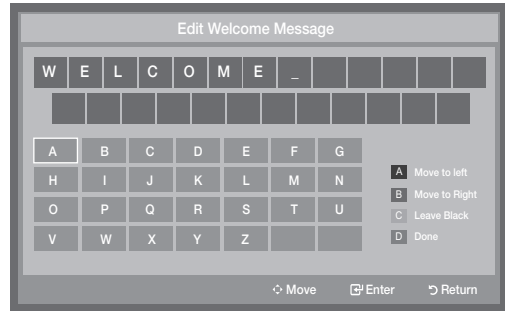 Edit Welcome Message
W E L C O M E _
A B C D E F G
H I J K L M N
O P Q R S T U
V W X Y Z
A Move to left
B Move to Right
C Leave Black
D Done
Move Enter Return